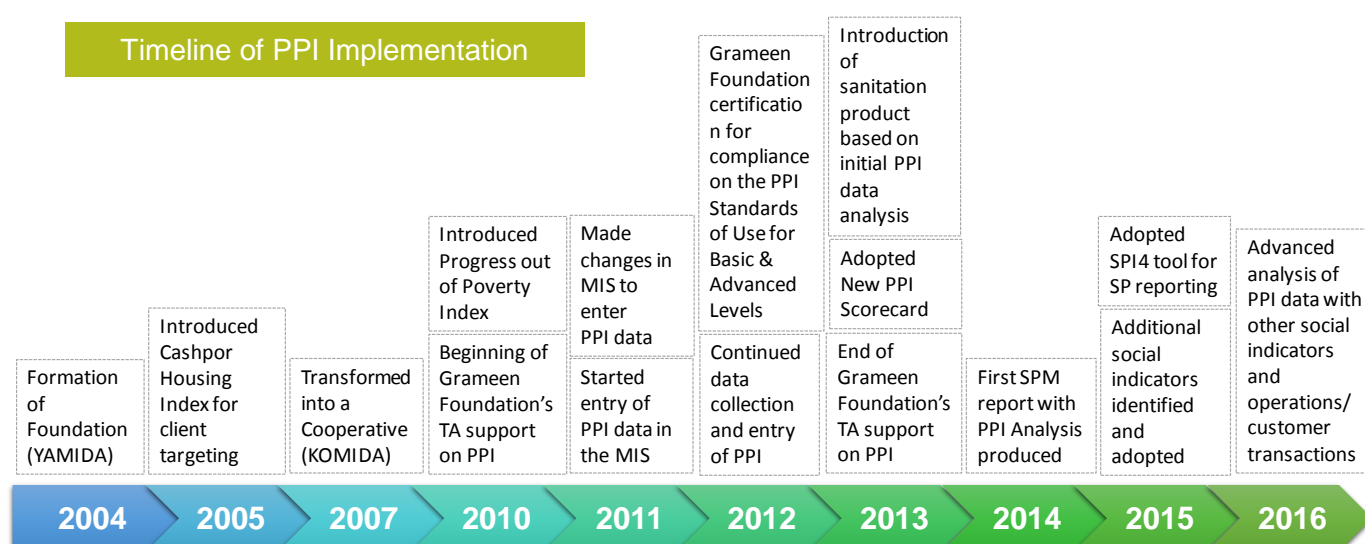 Timeline of PPI Implementation
Formation
of
Foundation
(YAMIDA)
Introduced
Cashpor
Housing
Index for
client
targeting
Transformed
into a
Cooperative
(KOMIDA)
Introduced
Progress out
of Poverty
Index
Beginning of
Grameen
Foundation's
TA support
on PPI
Made
changes in
MIS to
enter
PPI data
Started
entry of
PPI data in
the MIS
Grameen
Foundation
certificatio
n for
compliance
on the PPI
Standards
of Use for
Basic &
Advanced
Levels
Continued
data
collection
and entry
of PPI
Introduction
of
sanitation
product
based on
initial PPI
data
analysis
Adopted
New PPI
Scorecard
End of
Grameen
Foundation's
TA support
on PPI
First SPM
report with
PPI Analysis
produced
Adopted
SPI4 tool for
SP reporting
Additional
social
indicators
identified
and
adopted
Advanced
analysis of
PPI data with
other social
indicators
and
operations/
customer
transactions
2004
2005
2007
2010
2011
2012
2013
2014
2015
2016